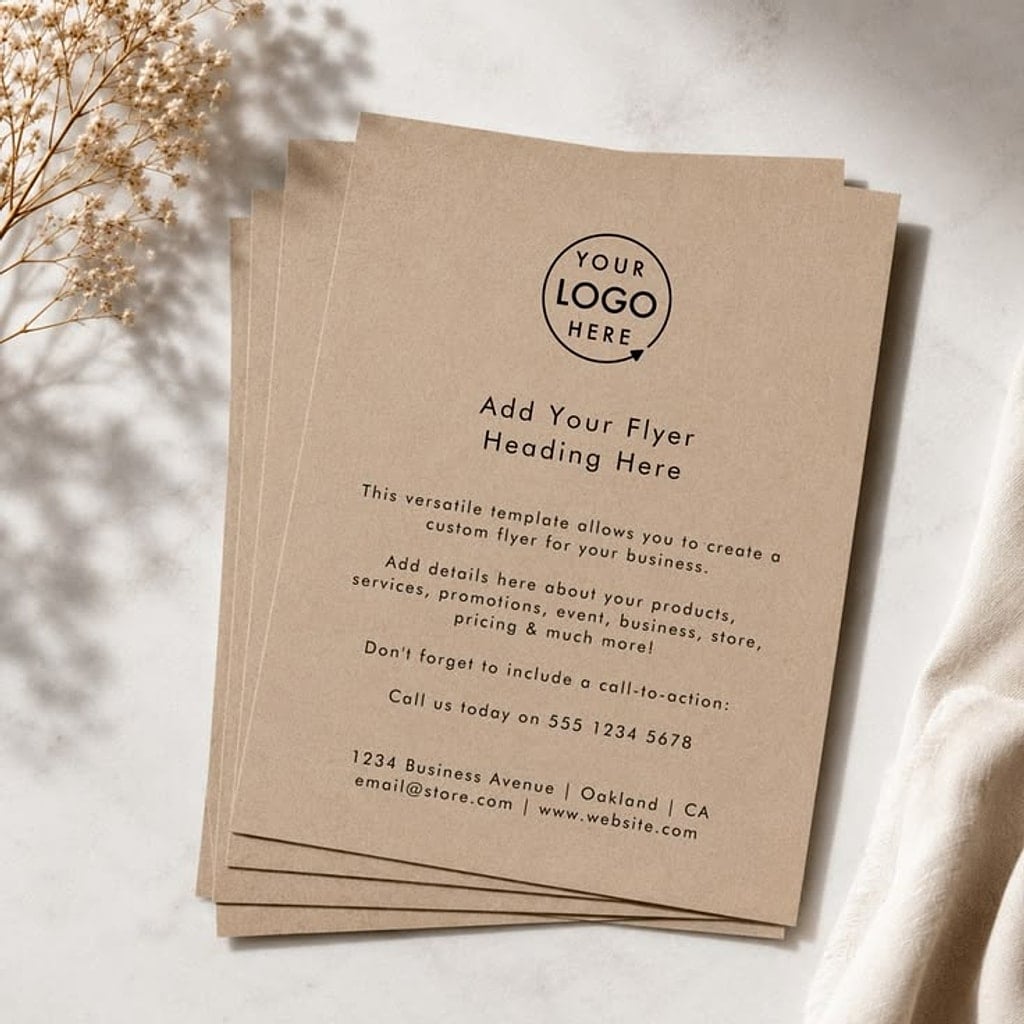 YOUR
LOGO
HERE
Add Your Flyer
Heading Here
This versatile template allows you to create a
custom flyer for your business.
Add details here about your products,
services, promotions, event, business, store,
pricing & much more!
Don't forget to include a call-to-action:
Call us today on 555 1234 5678
1234 Business Avenue | Oakland | CA
email@store.com | www.website.com